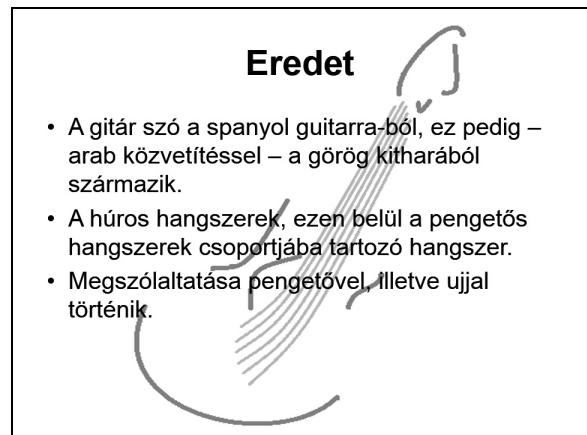 Eredet
• A gitár szó a spanyol guitarra-ból, ez pedig –
arab közvetítéssel – a görög kitharából
származik.
• A húros hangszerek, ezen belül a pengetős
hangszerek csoportjába tartozó hangszer.
• Megszólaltatása pengetővel, illetve ujjal
történik.